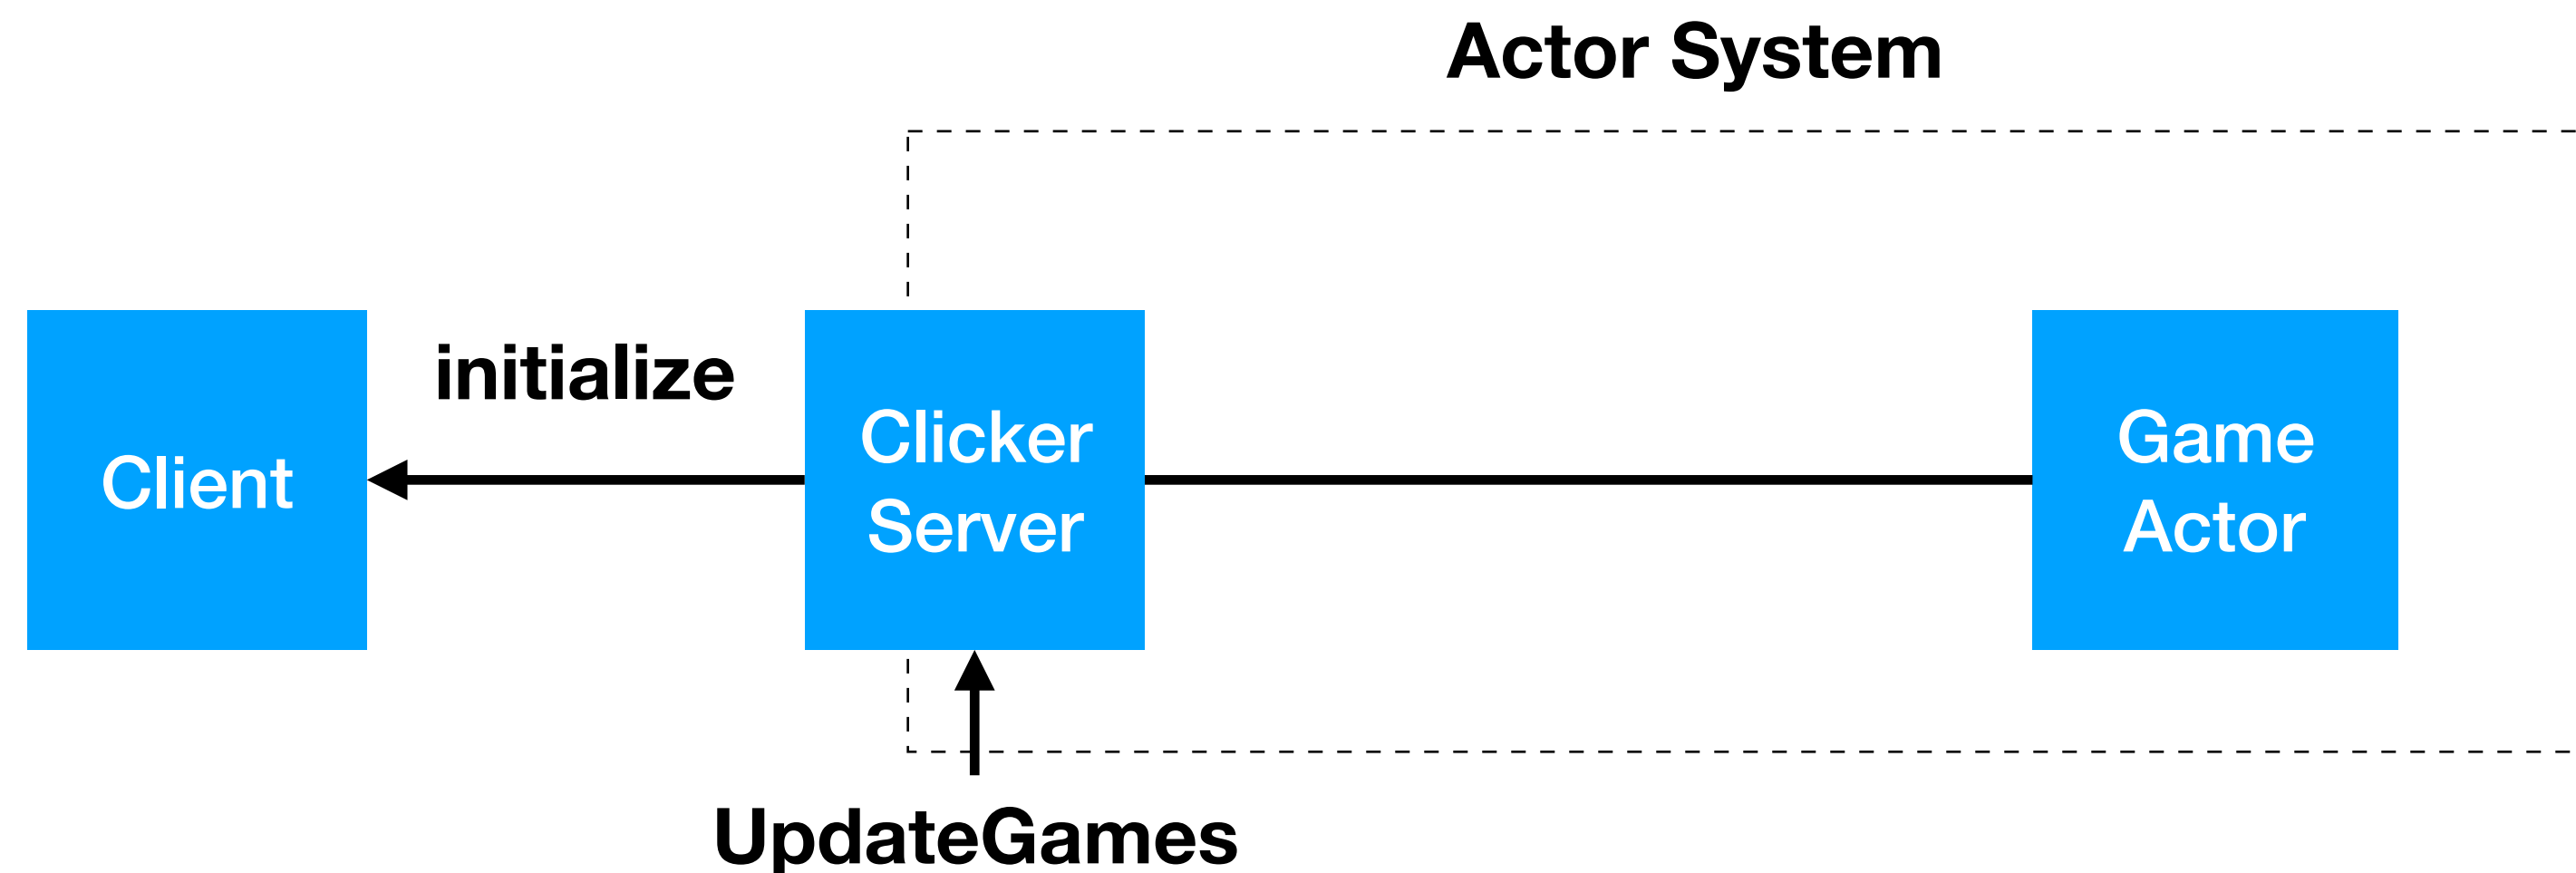 Actor System
initialize
Client
Clicker
Server
Game
Actor
UpdateGames